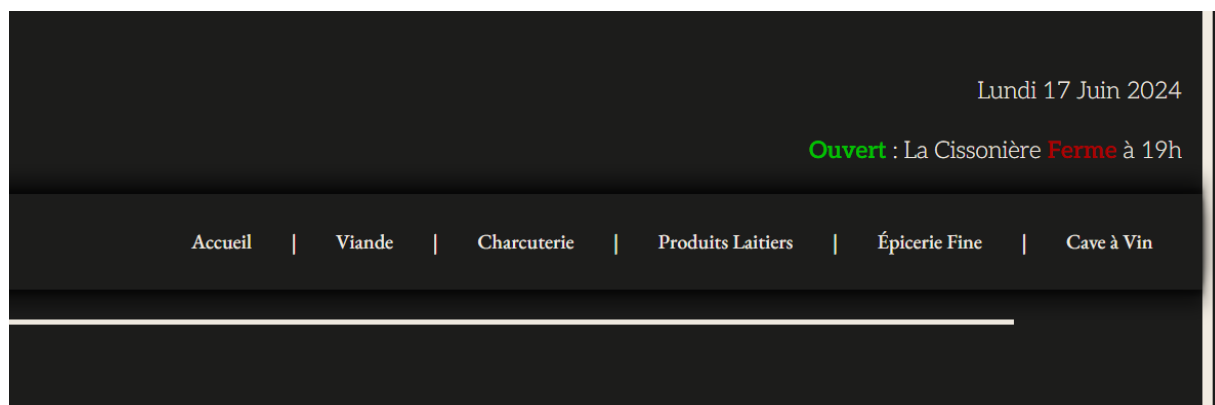 Lundi 17 Juin 2024
Ouvert : La Cissonière Ferme à 19h
Accueil | Viande | Charcuterie | Produits Laitiers | Épicerie Fine | Cave à Vin